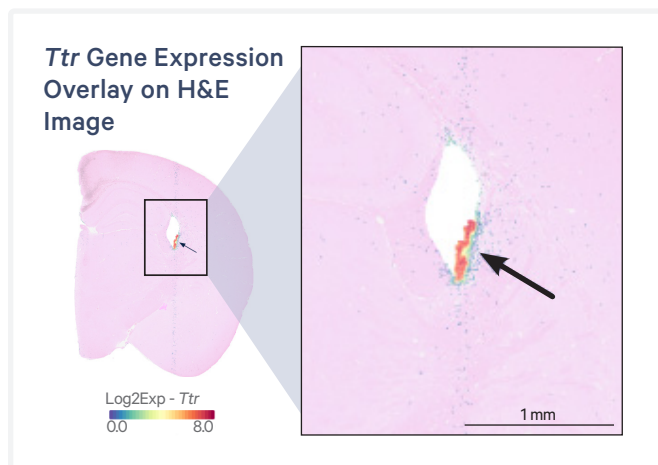 Ttr Gene Expression
Overlay on H&E
Image
Log2Exp - Ttr
0.0 8.0
1 mm